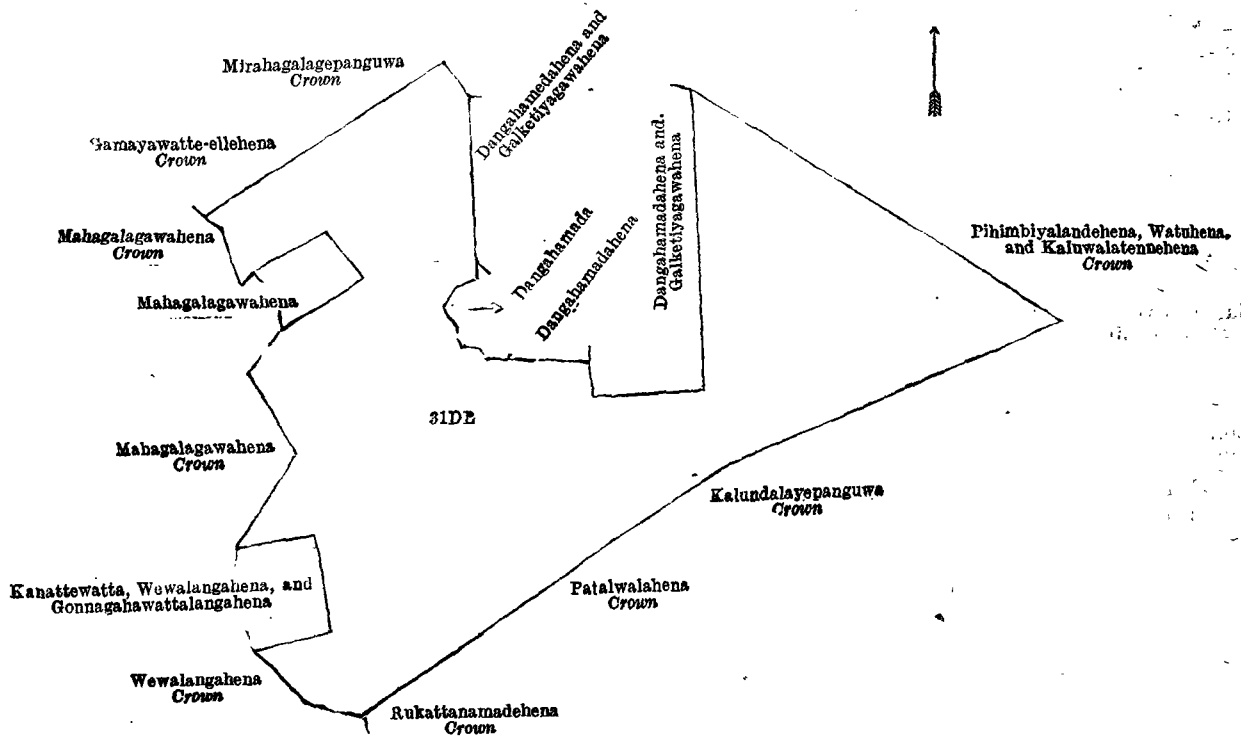 Mirahagalagepanguwa
Crown
Dangahamedahena and
Galketiyagawahena
Gamayawatte-ellehena
Crown
Dangahamadahena and.
Galketiyagawahena
Mahagalagawahena
Crown
Pihimbiyalandehena, Watuhena,
and Kaluwalatennehena
Crown
Dangahamada
Dangahamadahena
Mahagalagawahena
31DE
Mahagalagawahena
Crown
Kalundalayepanguwa
Crown
Kanattewatta, Wewalangahena, and
Gonnagahawattalangahena
Patalwalahena
Crown
Wewalangahena
Crown
Rukattanamadehena
Crown